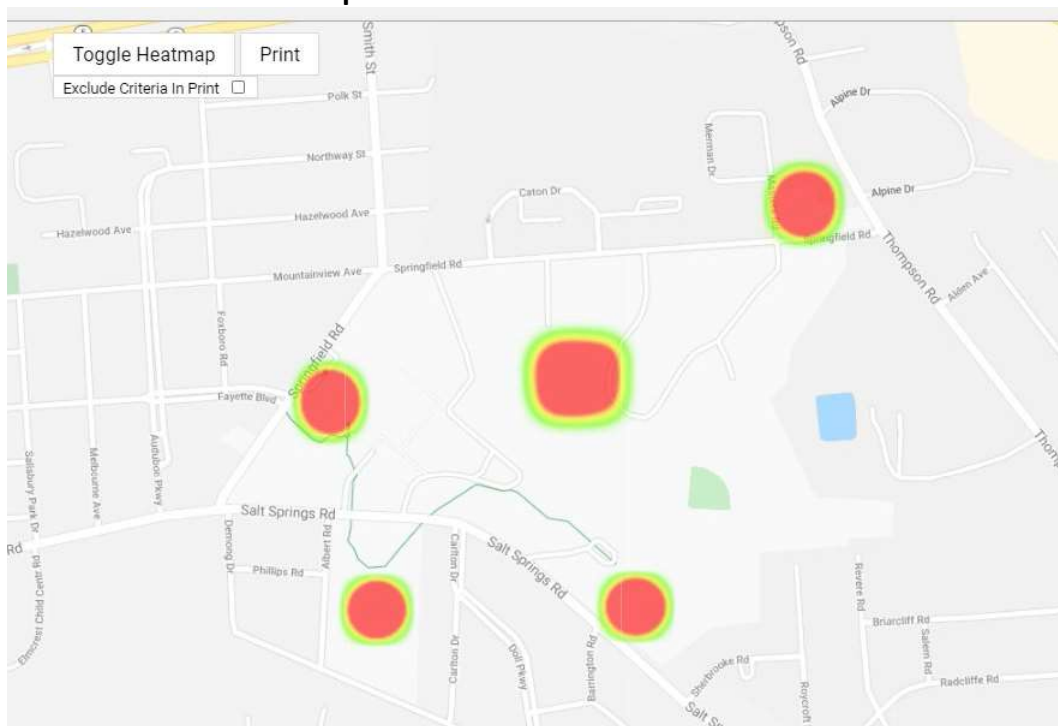 Toggle Heatmap
Print
Exclude Criteria In Print
Smith St
Polk St
Northway St
Hazelwood Ave
Hazelwood Ave
Mountainview Ave
Springfield Rd
Caton Dr
Merman Dr
Alpine Dr
Alpine Dr
Springfield Rd
Thompson Rd
Alden Ave
Foxboro Rd
Springfield Rd
Fayette Blvd
Salisbury Park Dr
Melbourne Ave
Audubon Pkwy
Salt Springs Rd
Rd
Demong Dr
Albert Rd
Phillips Rd
Carlton Dr
Carlton Dr
Salt Springs Rd
Doll Pkwy
Barrington Rd
Sherbrooke Rd
Revere Rd
Briarcliff Rd
Salem Rd
Radcliffe Rd
Roycroft
Elmcrest Child Center Rd